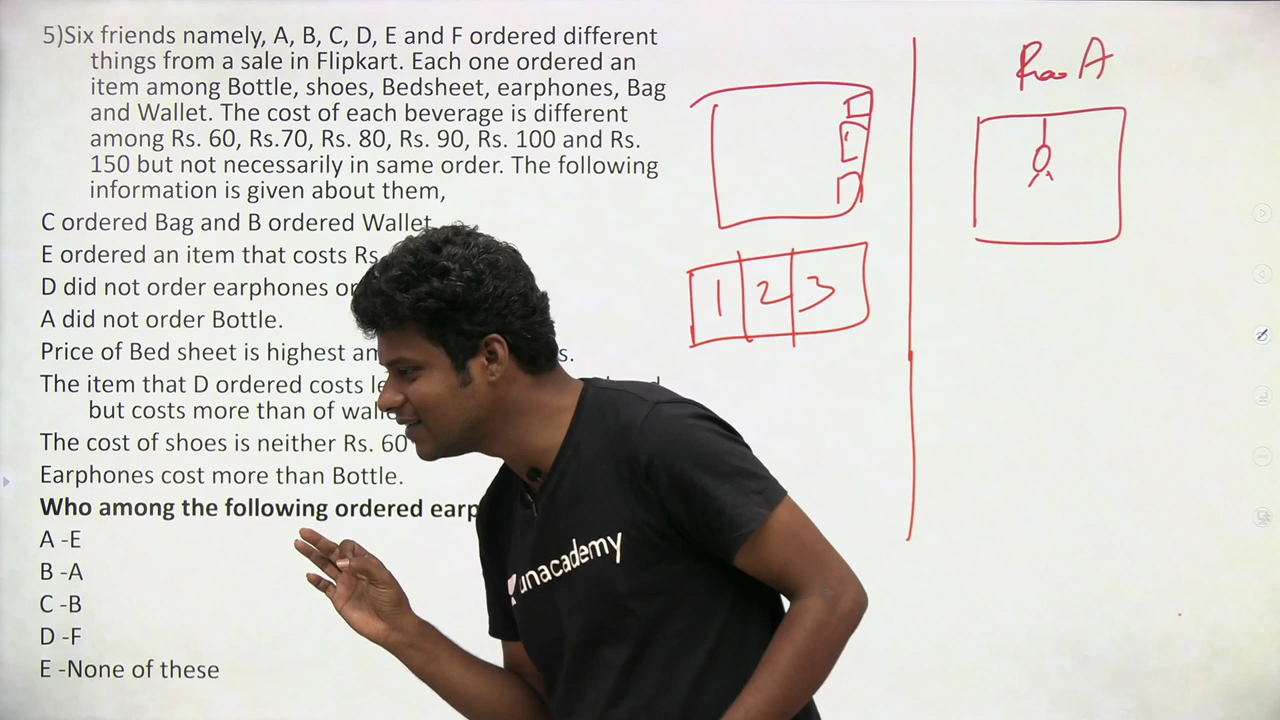 5)Six friends namely, A, B, C, D, E and F ordered different
things from a sale in Flipkart. Each one ordered an
item among Bottle, shoes, Bedsheet, earphones, Bag
and Wallet. The cost of each beverage is different
among Rs. 60, Rs.70, Rs. 80, Rs. 90, Rs. 100 and Rs.
150 but not necessarily in same order. The following
information is given about them,
C ordered Bag and B ordered Wallet
E ordered an item that costs Rs
D did not order earphones or
A did not order Bottle.
Price of Bed sheet is highest s.
The item that D ordered costs
but costs more than of
The cost of shoes is neither Rs. 60
Earphones cost more than Bottle.
Who among the following ordered
A -E
B -A
C -B
D -F
E -None of these
1 2 3
A
unacademy